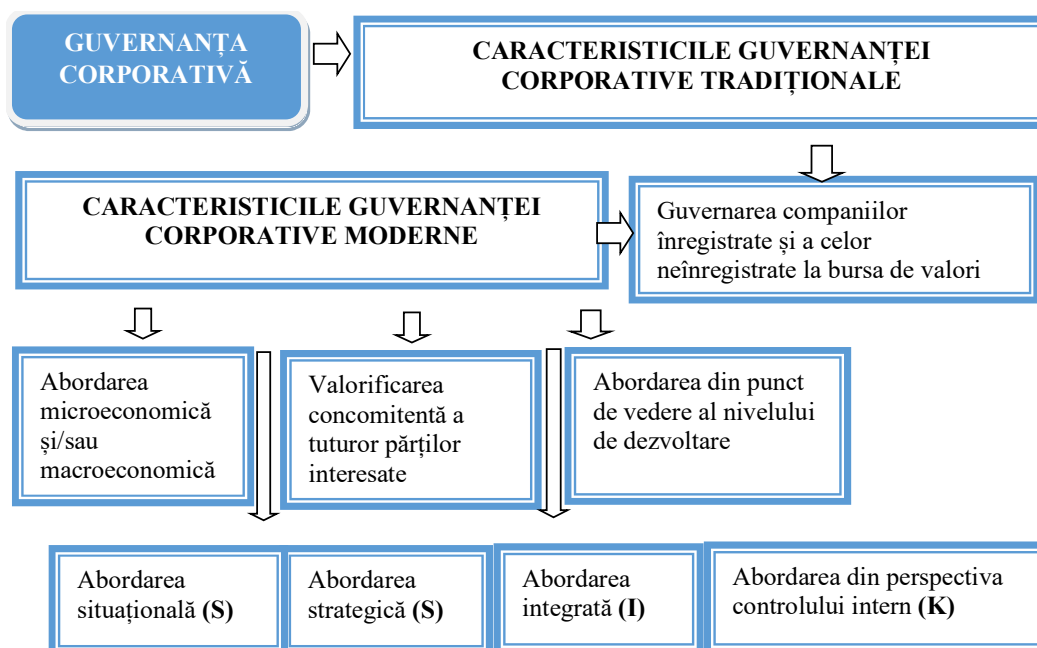 GUVERNANȚA
CORPORATIVĂ
CARACTERISTICILE GUVERNANȚEI
CORPORATIVE TRADIȚIONALE
CARACTERISTICILE GUVERNANȚEI
CORPORATIVE MODERNE
Guvernarea companiilor
înregistrate și a celor
neînregistrate la bursa de valori
Abordarea
microeconomică
și/sau
macroeconomică
Valorificarea
concomitentă a
tuturor părților
interesate
Abordarea din punct
de vedere al nivelului
de dezvoltare
Abordarea
situațională (S)
Abordarea
strategică (S)
Abordarea
integrată (I)
Abordarea din perspectiva
controlului intern (K)